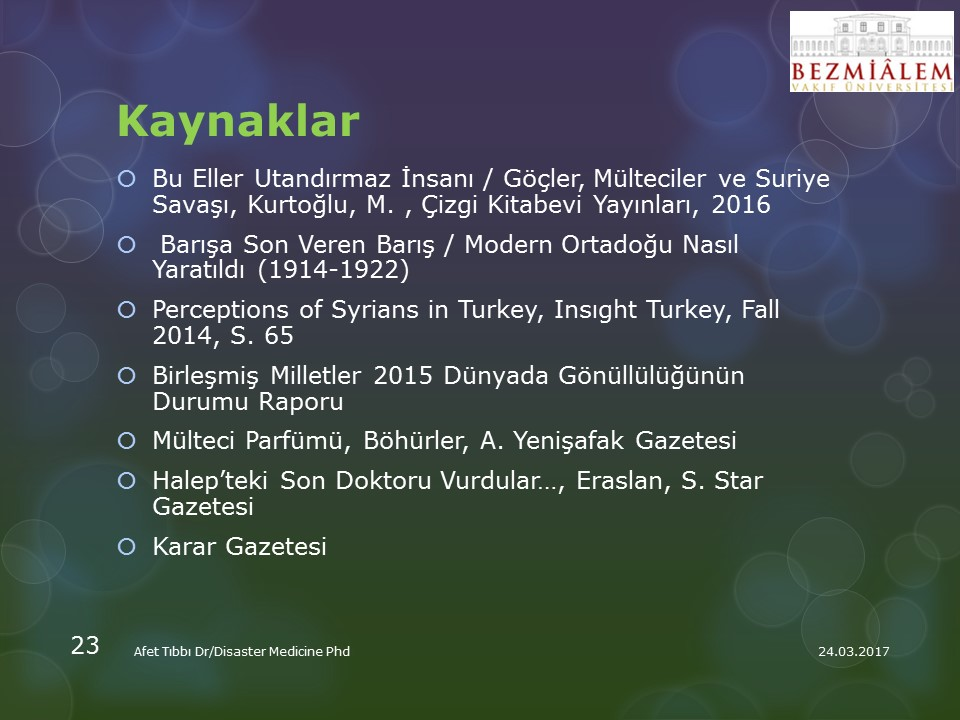 BEZMİÂLEM
VAKIF ÜNİVERSİTESİ
Kaynaklar
Bu Eller Utandırmaz İnsanı / Göçler, Mülteciler ve Suriye
Savaşı, Kurtoğlu, M. , Çizgi Kitabevi Yayınları, 2016
Barışa Son Veren Barış / Modern Ortadoğu Nasıl
Yaratıldı (1914-1922)
Perceptions of Syrians in Turkey, Insıght Turkey, Fall
2014, S. 65
Birleşmiş Milletler 2015 Dünyada Gönüllülüğünün
Durumu Raporu
Mülteci Parfümü, Böhürler, A. Yenişafak Gazetesi
Halep’teki Son Doktoru Vurdular…, Eraslan, S. Star
Gazetesi
Karar Gazetesi
23 Afet Tıbbı Dr/Disaster Medicine Phd 24.03.2017